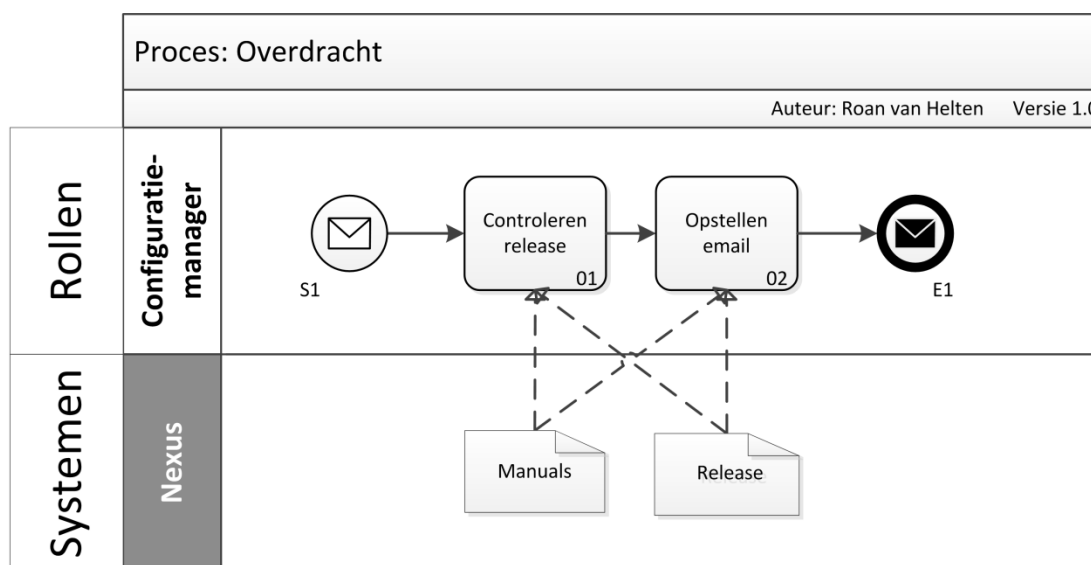 Proces: Overdracht
Auteur: Roan van Helten Versie 1.0
Rollen
Configuratie-
manager
S1
Controleren
release
01
Opstellen
email
02
E1
Systemen
Nexus
Manuals
Release